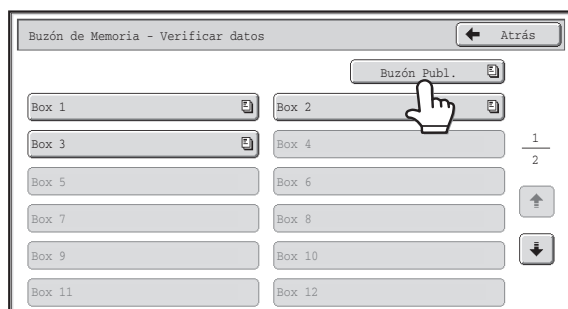 Buzón de Memoria - Verificar datos
Atrás
Buzón Publ.
Box 1
Box 2
Box 3
Box 4
1
2
Box 5
Box 6
Box 7
Box 8
Box 9
Box 10
Box 11
Box 12